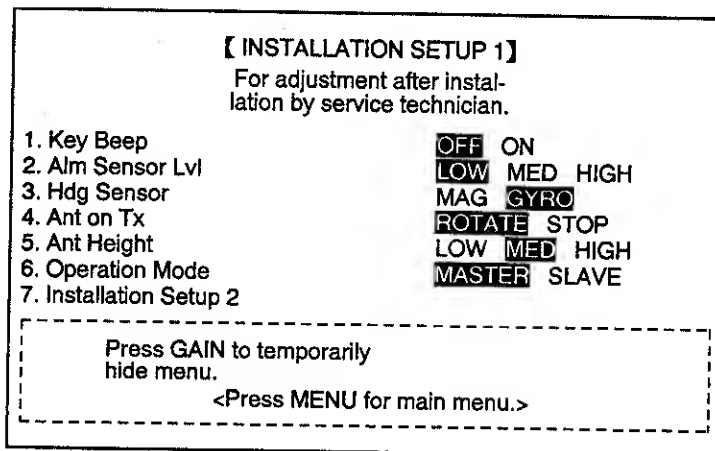 【 INSTALLATION SETUP 1】
For adjustment after instal-
lation by service technician.
1. Key Beep OFF ON
2. Alm Sensor Lvl LOW MED HIGH
3. Hdg Sensor MAG GYRO
4. Ant on Tx ROTATE STOP
5. Ant Height LOW MED HIGH
6. Operation Mode MASTER SLAVE
7. Installation Setup 2
Press GAIN to temporarily
hide menu.
<Press MENU for main menu.>